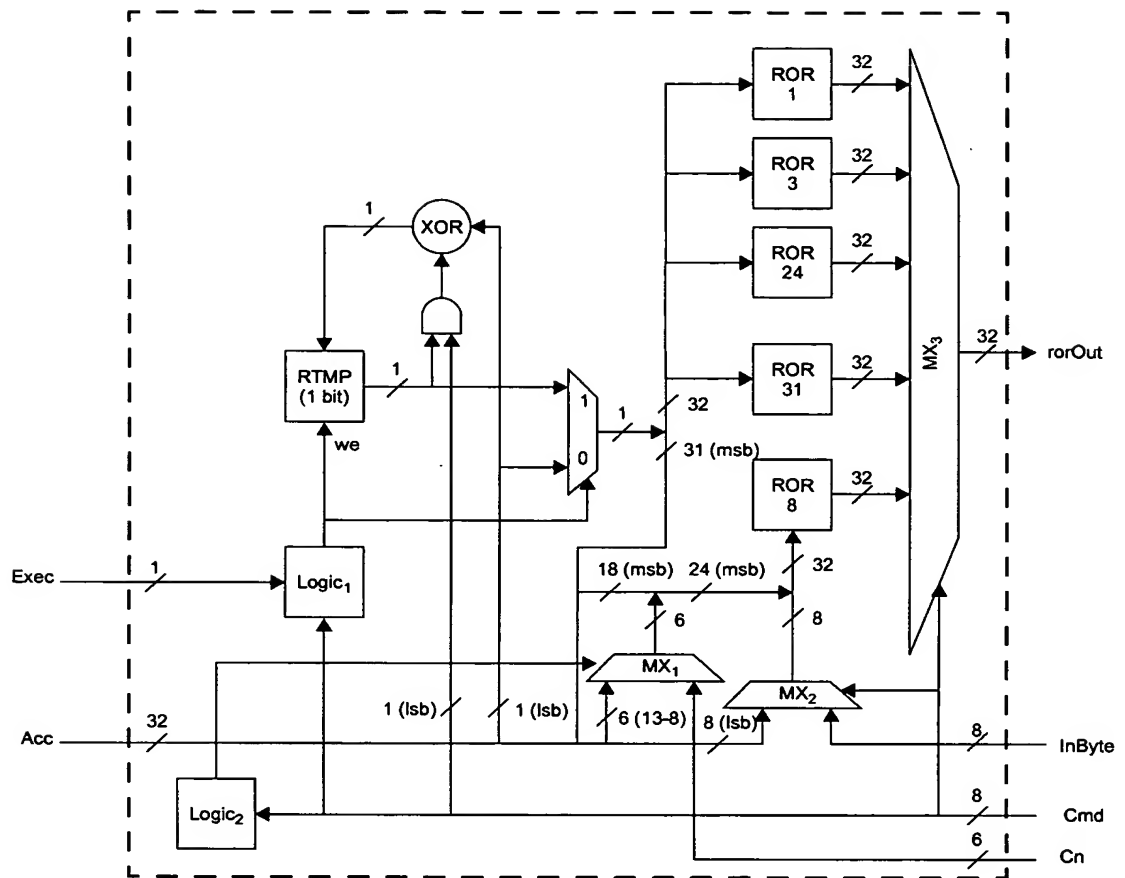 ROR
1
32
ROR
3
32
ROR
24
32
ROR
31
32
ROR
8
32
MX3
32
rorOut
1
XOR
RTMP
(1 bit)
1
we
1
0
1
32
31 (msb)
Exec
1
Logic1
18 (msb)
24 (msb)
32
6
8
MX1
MX2
1 (lsb)
1 (lsb)
6 (13–8)
8 (lsb)
Acc
32
8
InByte
Logic2
8
Cmd
6
Cn